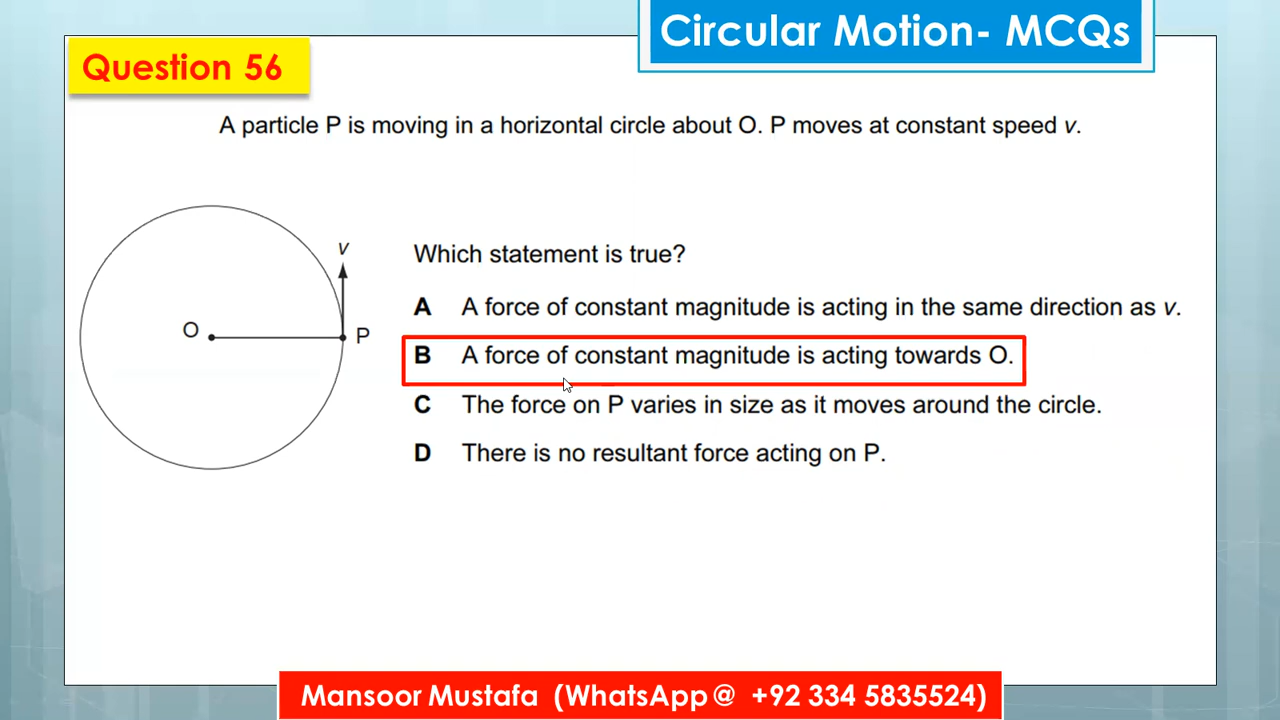 Circular Motion- MCQs
Question 56
A particle P is moving in a horizontal circle about O. P moves at constant speed v.
v
O
P
Which statement is true?
A A force of constant magnitude is acting in the same direction as v.
B A force of constant magnitude is acting towards O.
C The force on P varies in size as it moves around the circle.
D There is no resultant force acting on P.
Mansoor Mustafa (WhatsApp@ +92 334 5835524)